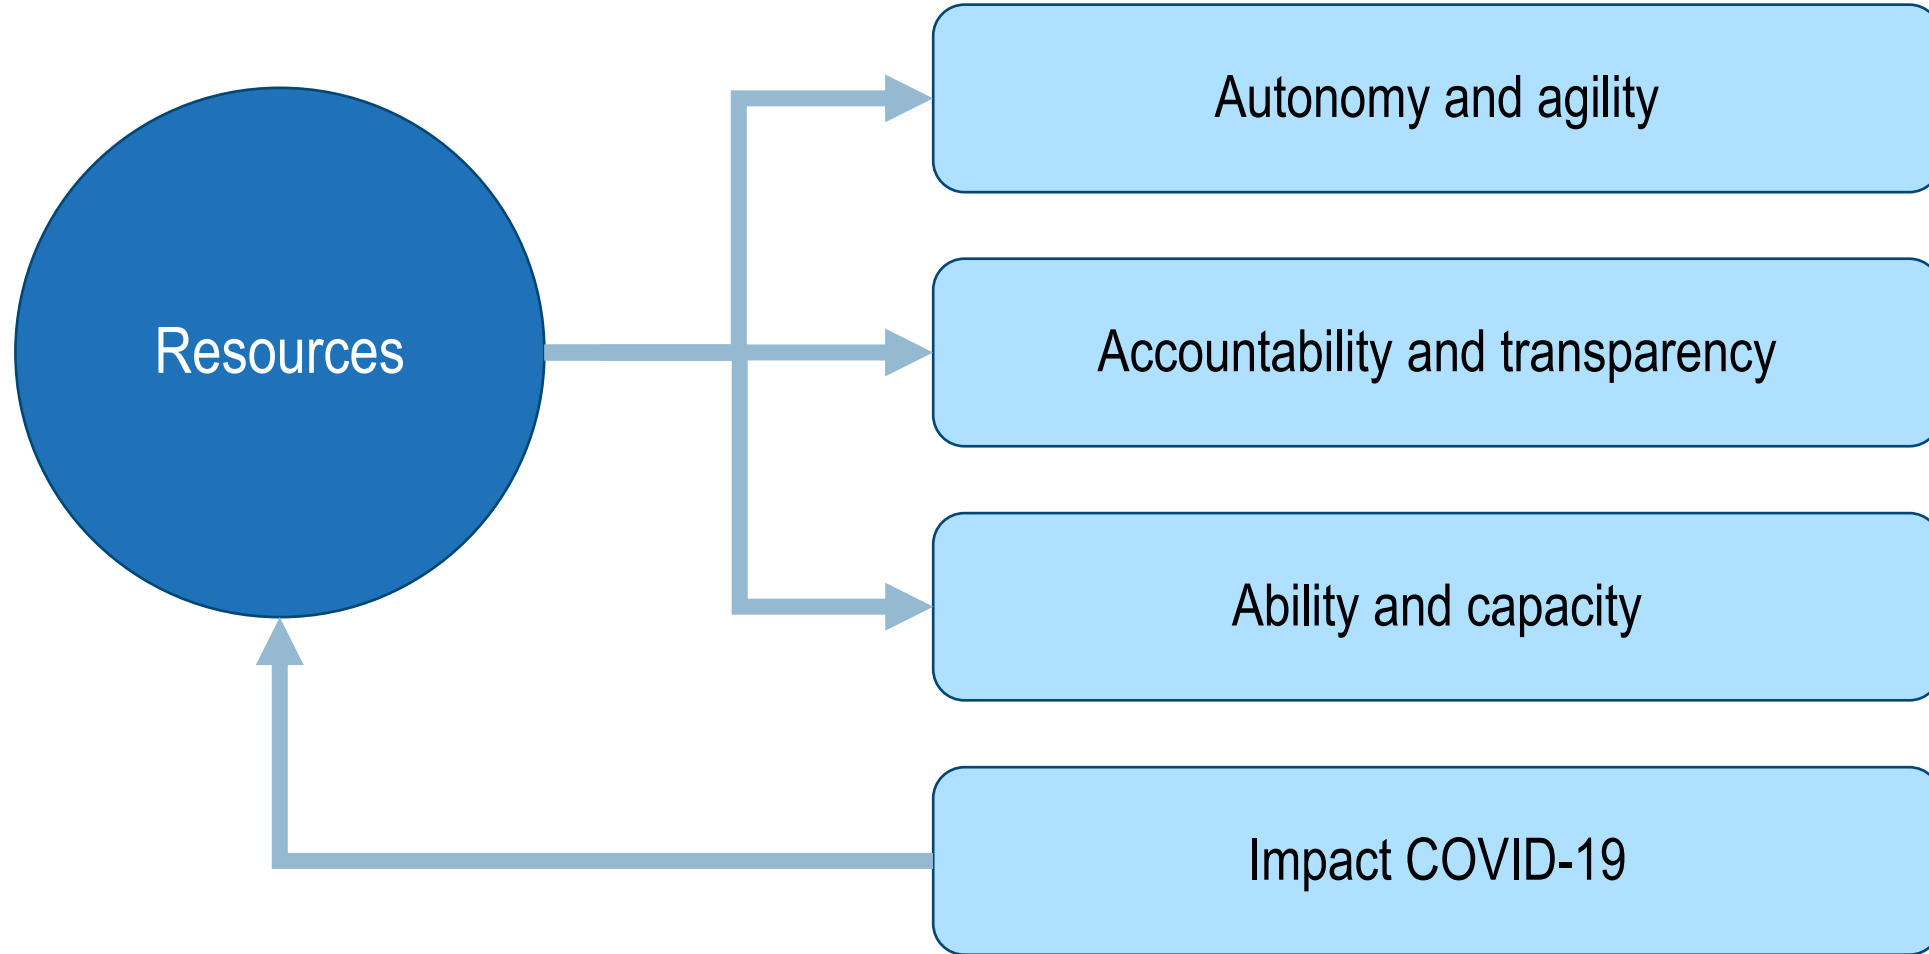 Autonomy and agility
Resources
Accountability and transparency
Ability and capacity
Impact COVID-19